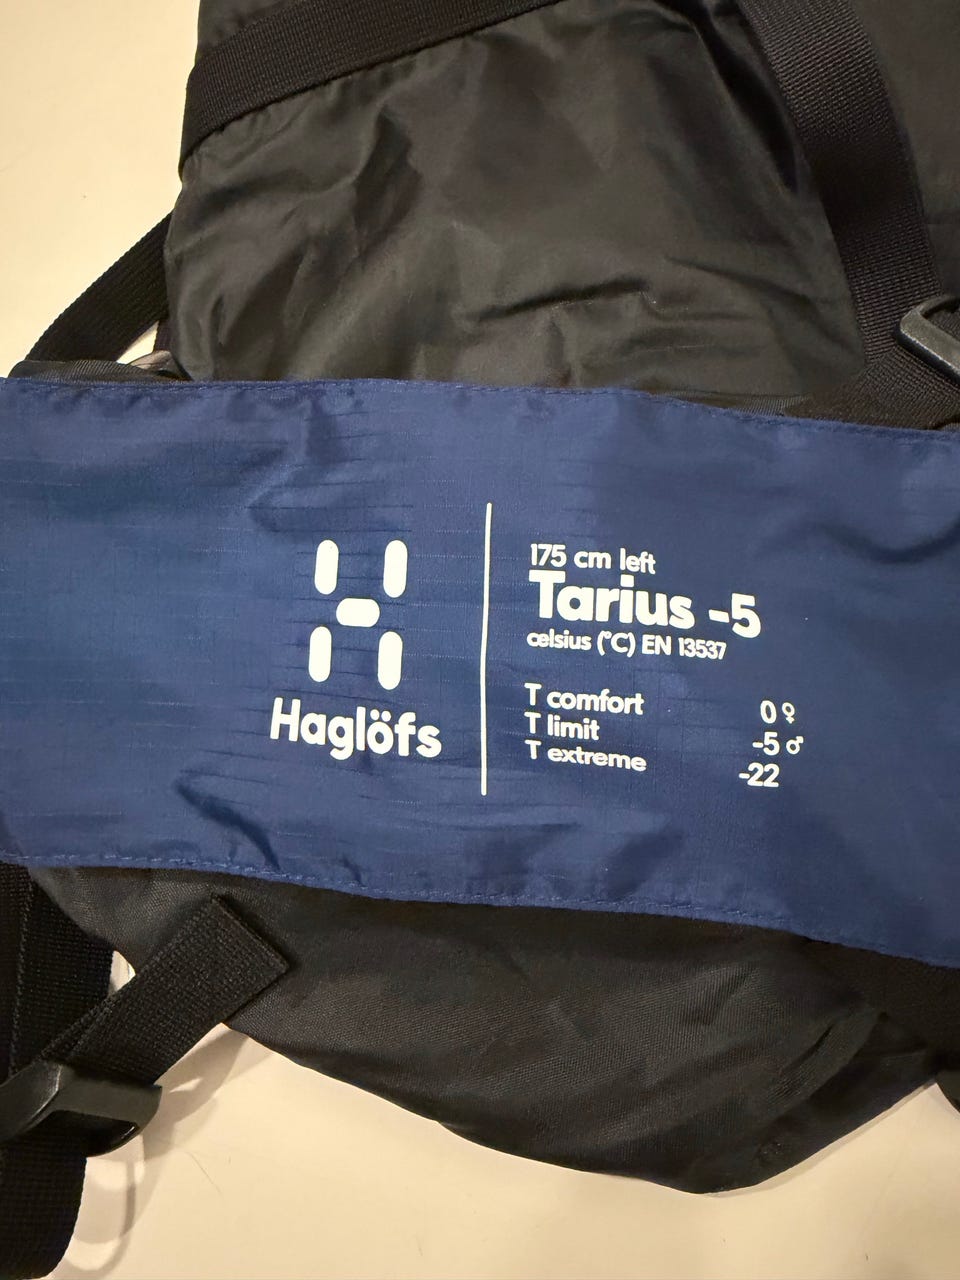 Haglöfs
175 cm left
Tarius -5
celsius (°C) EN 13537
T comfort 0 ♀
T limit -5 ♂
T extreme -22